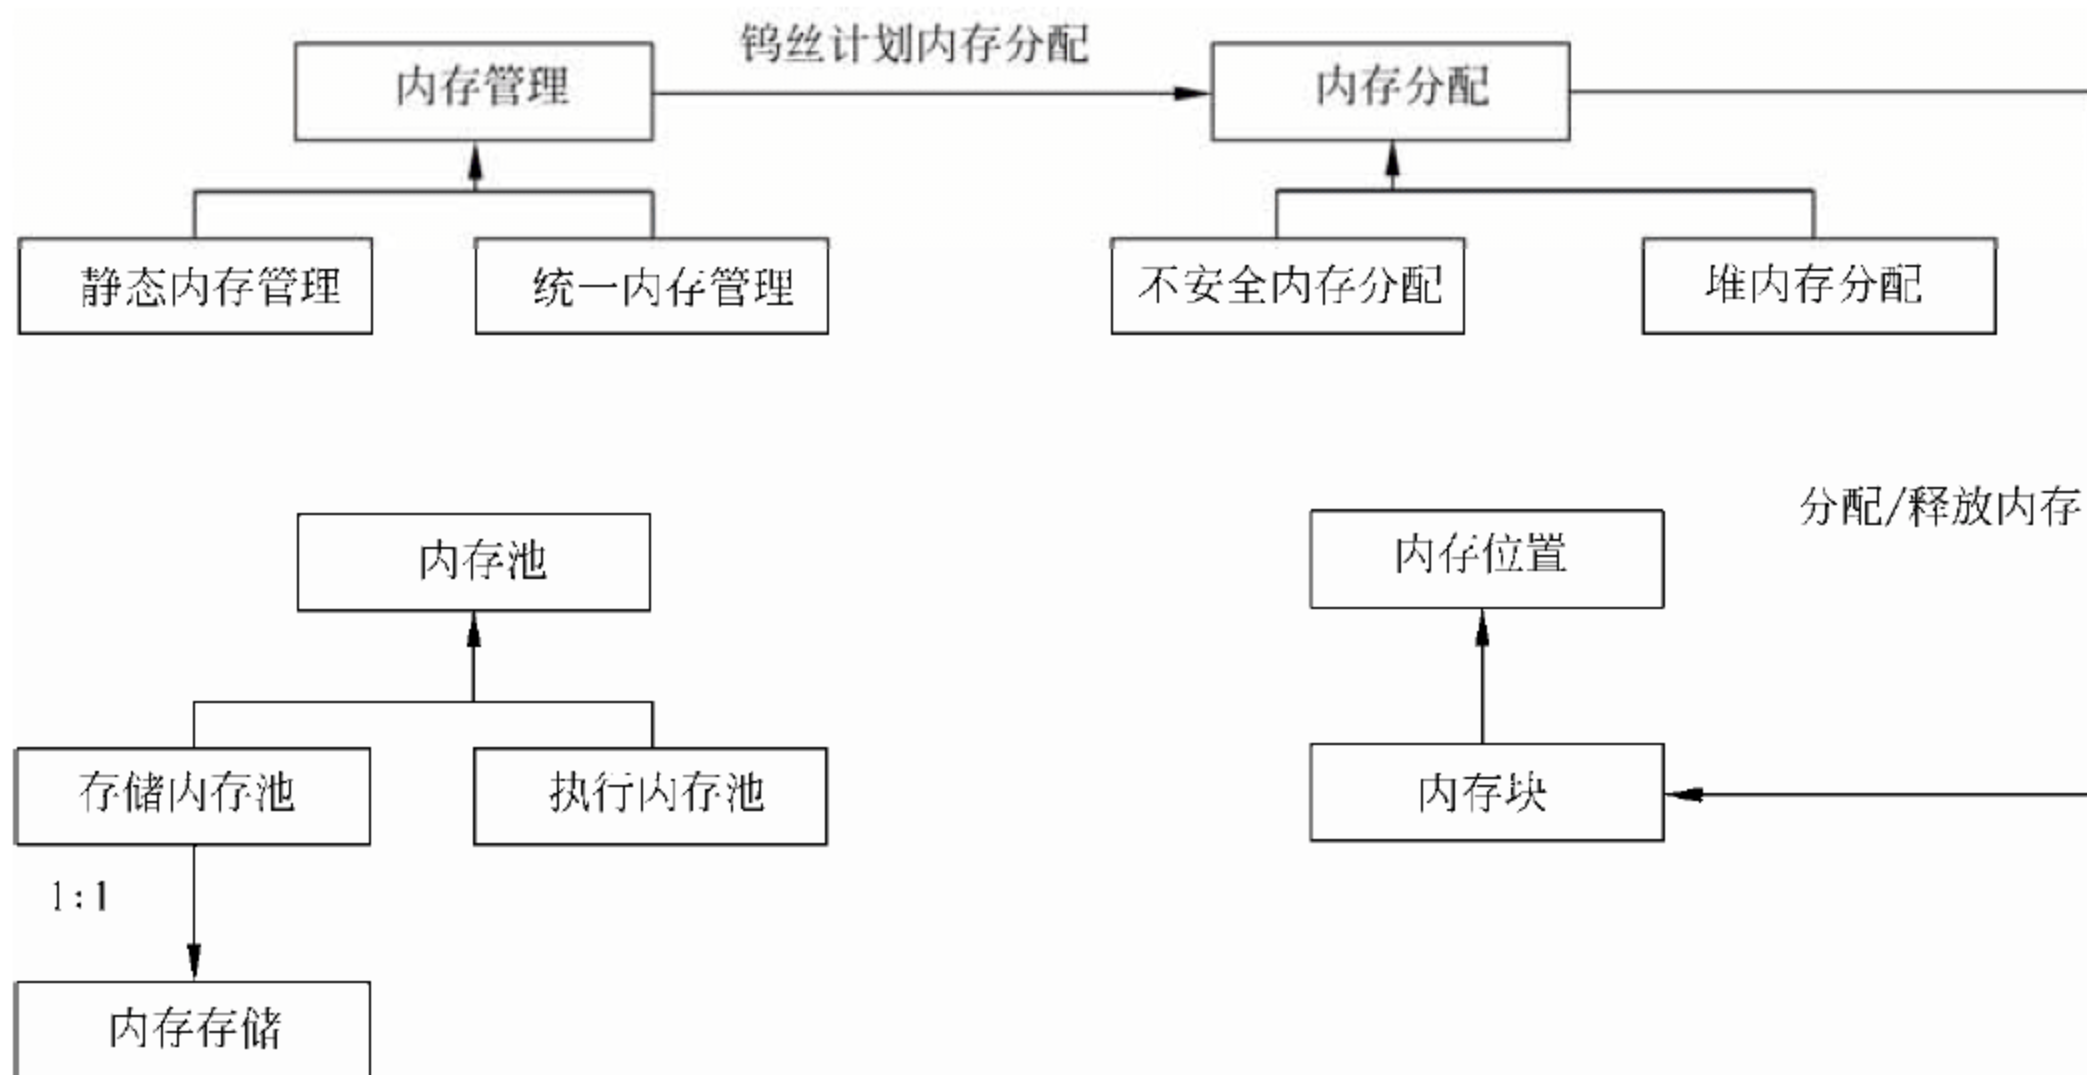 钨丝计划内存分配
内存管理
内存分配
静态内存管理
统一内存管理
不安全内存分配
堆内存分配
分配/释放内存
内存池
内存位置
存储内存池
执行内存池
内存块
1:1
内存存储